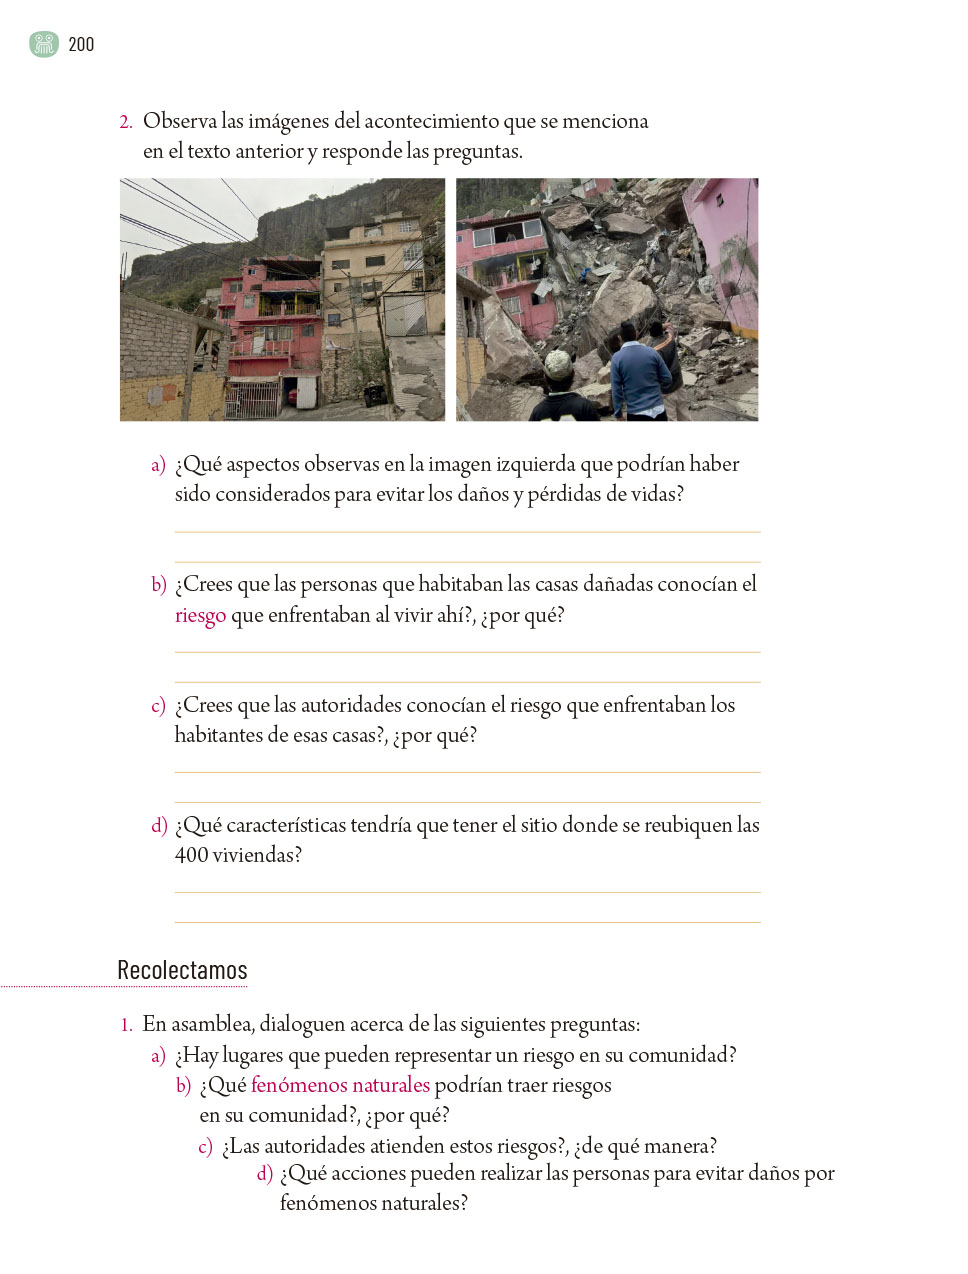 200
2. Observa las imágenes del acontecimiento que se menciona
en el texto anterior y responde las preguntas.
a) ¿Qué aspectos observas en la imagen izquierda que podrían haber
sido considerados para evitar los daños y pérdidas de vidas?
b) ¿Crees que las personas que habitaban las casas dañadas conocían el
riesgo que enfrentaban al vivir ahí?, ¿por qué?
c) ¿Crees que las autoridades conocían el riesgo que enfrentaban los
habitantes de esas casas?, ¿por qué?
d) ¿Qué características tendría que tener el sitio donde se reubiquen las
400 viviendas?
Recolectamos
1. En asamblea, dialoguen acerca de las siguientes preguntas:
a) ¿Hay lugares que pueden representar un riesgo en su comunidad?
b) ¿Qué fenómenos naturales podrían traer riesgos
en su comunidad?, ¿por qué?
c) ¿Las autoridades atienden estos riesgos?, ¿de qué manera?
d) ¿Qué acciones pueden realizar las personas para evitar daños por
fenómenos naturales?